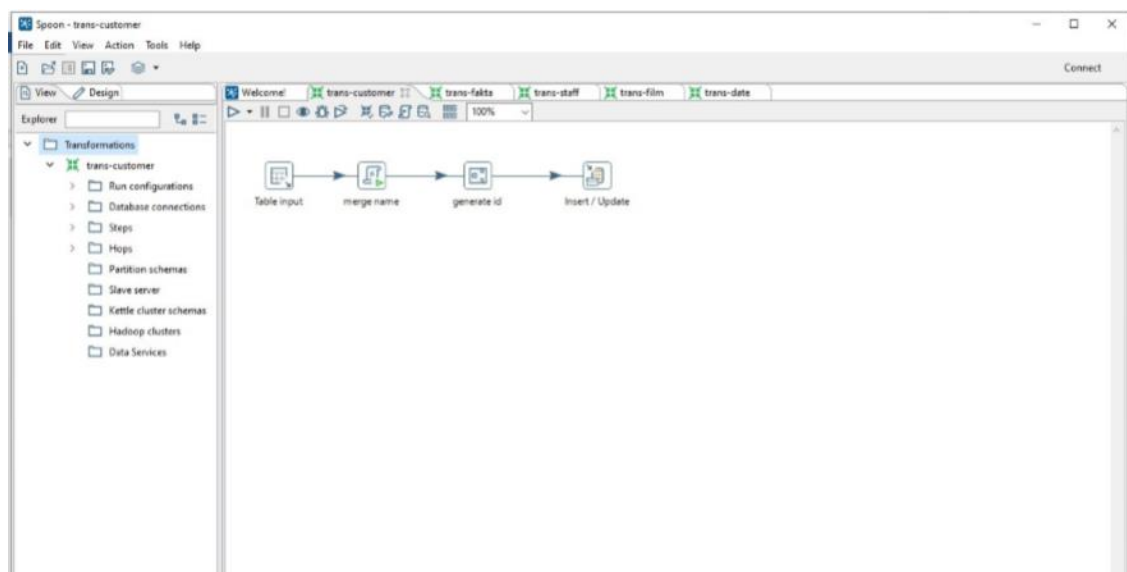 Spoon - trans-customer
File Edit View Action Tools Help
Connect
View Design
Welcome! trans-customer trans-fakta trans-staff trans-film trans-date
Explorer
100%
Transformations
trans-customer
Run configurations
Database connections
Steps
Hops
Partition schemas
Slave server
Kettle cluster schemas
Hadoop clusters
Data Services
Table input merge name generate id Insert / Update